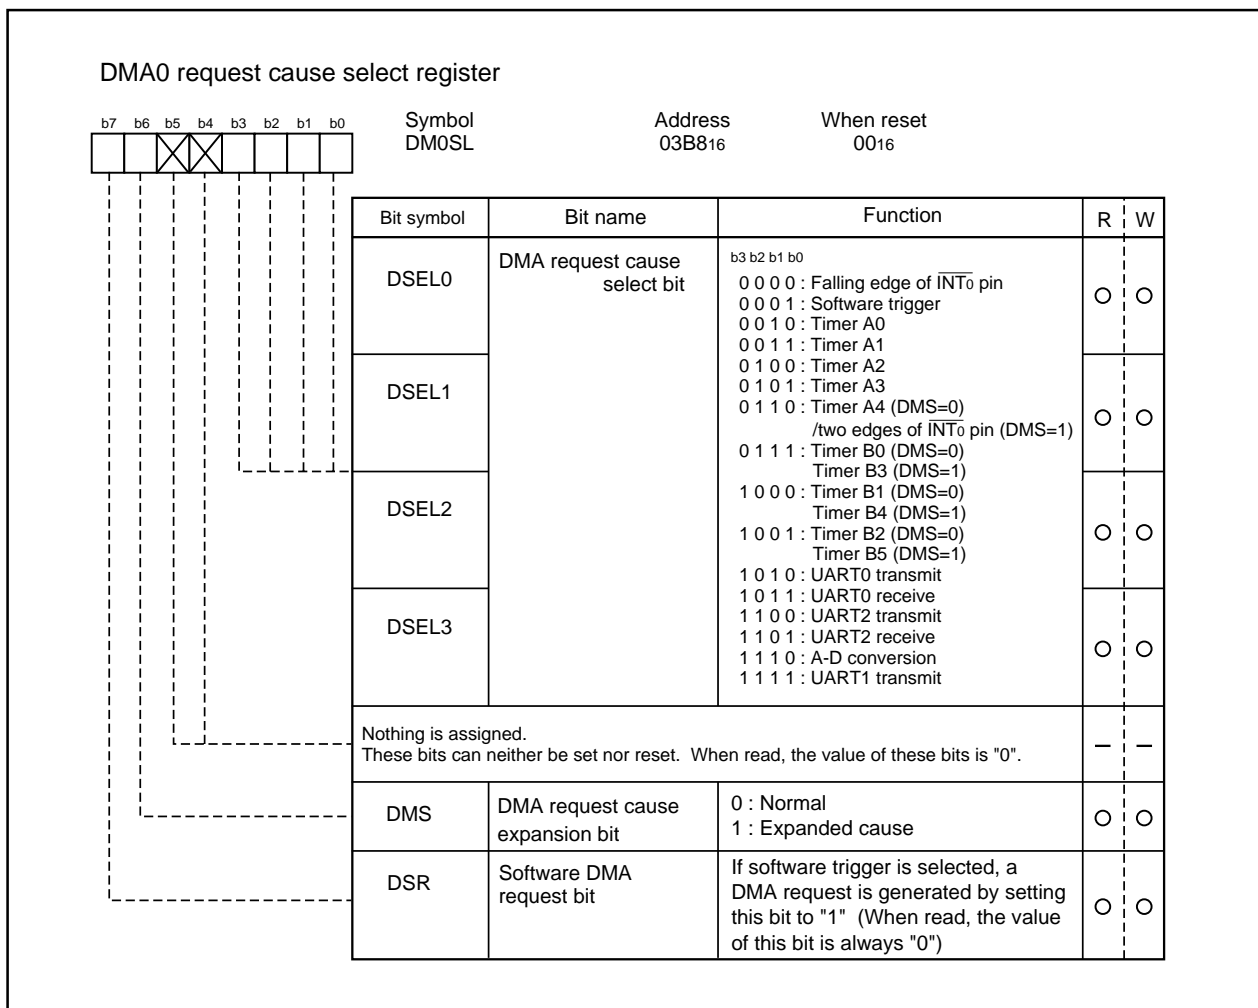 DMA0 request cause select register
b7 b6 b5 b4 b3 b2 b1 b0
Symbol Address When reset
DM0SL 03B816 0016
Bit symbol Bit name Function R W
DSEL0
DMA request cause
select bit
b3 b2 b1 b0
0 0 0 0 : Falling edge of INT0 pin
0 0 0 1 : Software trigger
0 0 1 0 : Timer A0
0 0 1 1 : Timer A1
0 1 0 0 : Timer A2
DSEL1
0 1 0 1 : Timer A3
0 1 1 0 : Timer A4 (DMS=0)
/two edges of INT0 pin (DMS=1)
0 1 1 1 : Timer B0 (DMS=0)
Timer B3 (DMS=1)
DSEL2
1 0 0 0 : Timer B1 (DMS=0)
Timer B4 (DMS=1)
1 0 0 1 : Timer B2 (DMS=0)
Timer B5 (DMS=1)
1 0 1 0 : UART0 transmit
1 0 1 1 : UART0 receive
DSEL3
1 1 0 0 : UART2 transmit
1 1 0 1 : UART2 receive
1 1 1 0 : A-D conversion
1 1 1 1 : UART1 transmit
Nothing is assigned.
These bits can neither be set nor reset. When read, the value of these bits is "0".
DMS
DMA request cause
expansion bit
0 : Normal
1 : Expanded cause
DSR
Software DMA
request bit
If software trigger is selected, a
DMA request is generated by setting
this bit to "1" (When read, the value
of this bit is always "0")